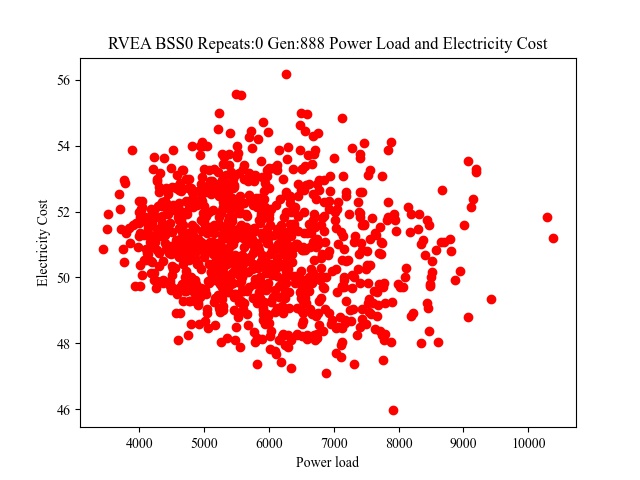 RVEA BSS0 Repeats:0 Gen:888 Power Load and Electricity Cost
56
54
52
50
48
46
Electricity Cost
4000 5000 6000 7000 8000 9000 10000
Power load